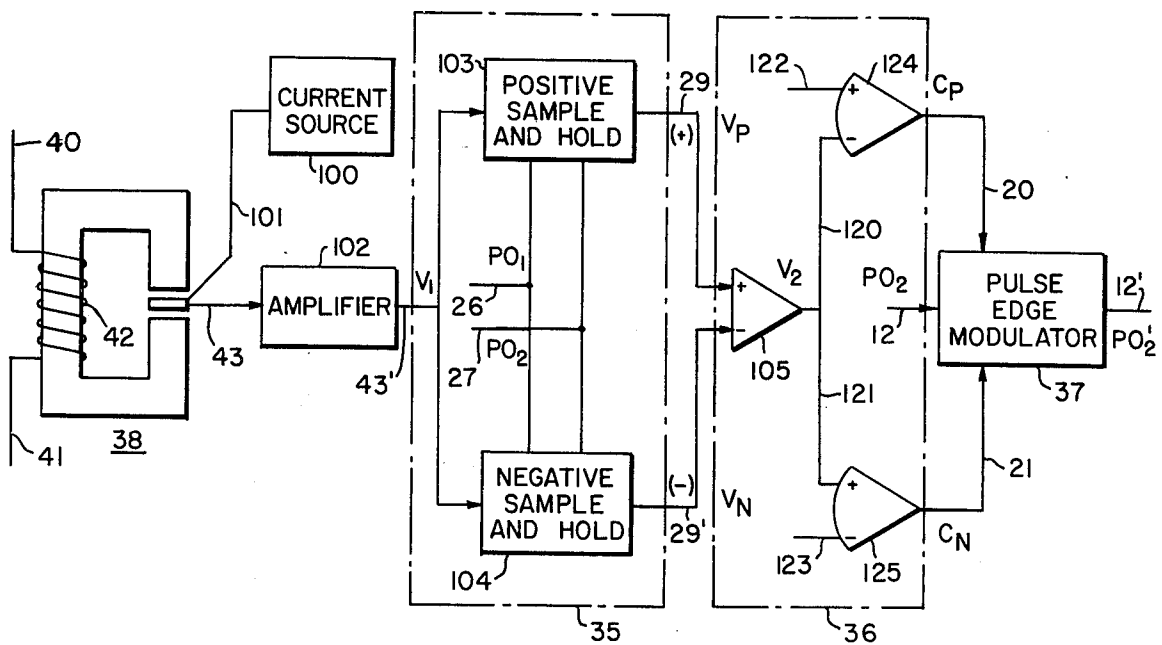 103
POSITIVE
SAMPLE
AND HOLD
29
(+)
VP
122
+
−
124
CP
CURRENT
SOURCE
100
40
101
42
41
38
43
102
AMPLIFIER
43'
V1
PO1
26
27
PO2
120
20
V2
+
−
105
PO2
12
PULSE
EDGE
MODULATOR
12'
PO2'
37
121
NEGATIVE
SAMPLE
AND HOLD
104
(-)
29'
VN
+
−
123
125
CN
21
35
36